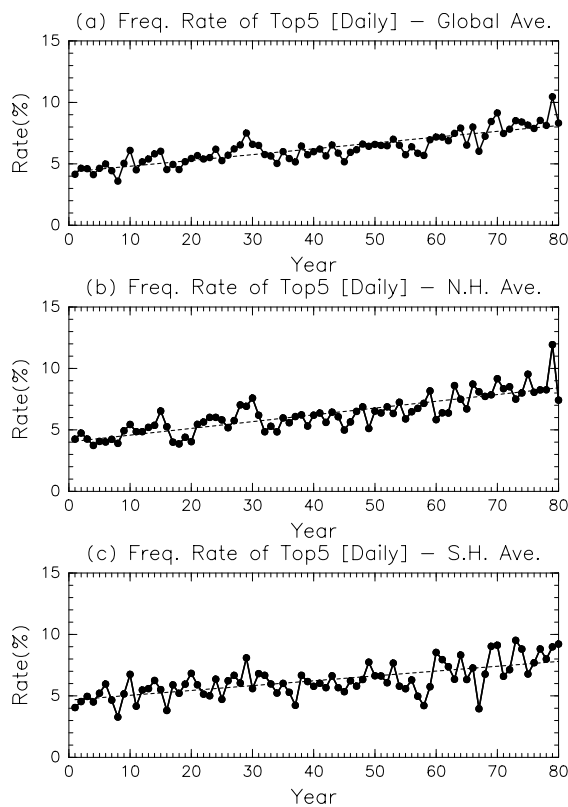 (a) Freq. Rate of Top5 [Daily] – Global Ave.
15
10
5
0
Rate(%)
0 10 20 30 40 50 60 70 80
Year
(b) Freq. Rate of Top5 [Daily] – N.H. Ave.
15
10
5
0
Rate(%)
0 10 20 30 40 50 60 70 80
Year
(c) Freq. Rate of Top5 [Daily] – S.H. Ave.
15
10
5
0
Rate(%)
0 10 20 30 40 50 60 70 80
Year